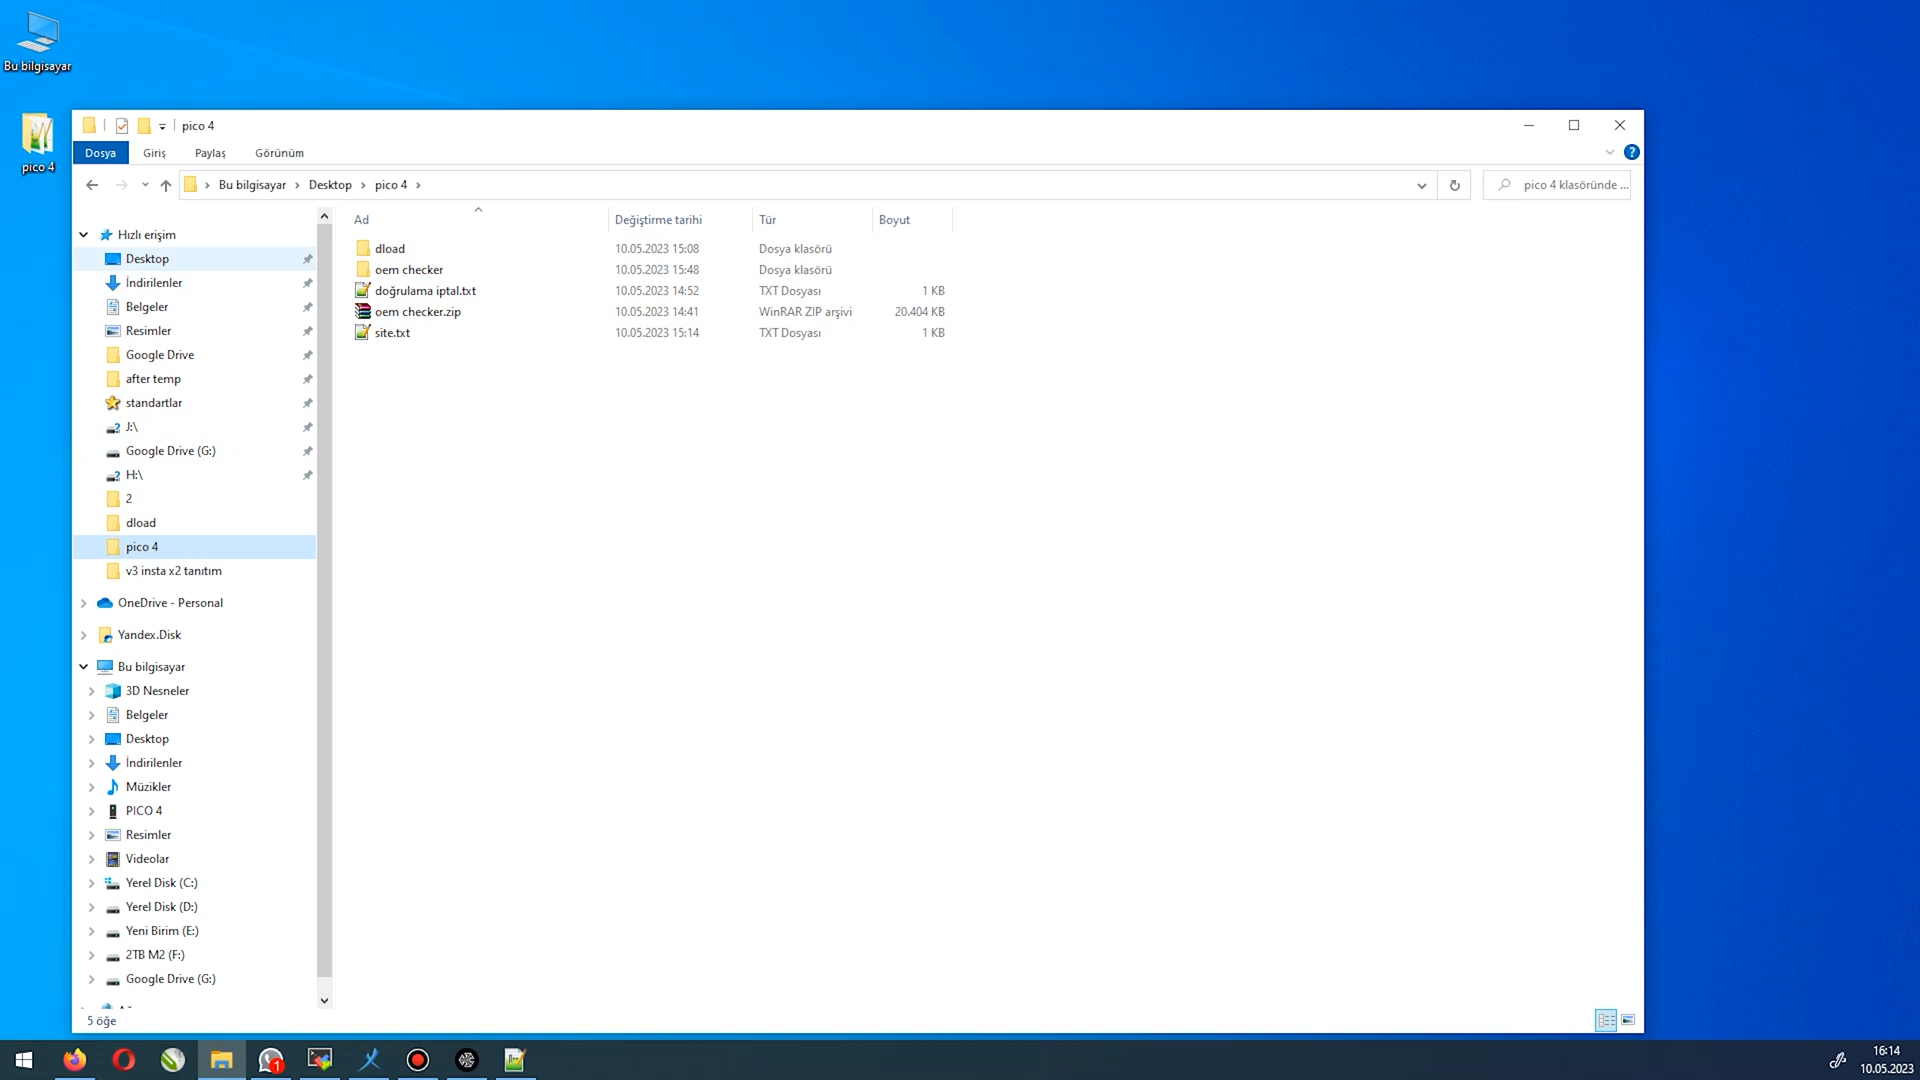 Bu bilgisayar
pico 4
pico 4
Dosya Giriş Paylaş Görünüm
Bu bilgisayar Desktop pico 4
pico 4 klasöründe ...
Ad Değiştirme tarihi Tür Boyut
dload 10.05.2023 15:08 Dosya klasörü
oem checker 10.05.2023 15:48 Dosya klasörü
doğrulama iptal.txt 10.05.2023 14:52 TXT Dosyası 1 KB
oem checker.zip 10.05.2023 14:41 WinRAR ZIP arşivi 20.404 KB
site.txt 10.05.2023 15:14 TXT Dosyası 1 KB
Hızlı erişim
Desktop
İndirilenler
Belgeler
Resimler
Google Drive
after temp
standartlar
J:\
Google Drive (G:)
H:\
2
dload
pico 4
v3 insta x2 tanıtım
OneDrive - Personal
Yandex.Disk
Bu bilgisayar
3D Nesneler
Belgeler
Desktop
İndirilenler
Müzikler
PICO 4
Resimler
Videolar
Yerel Disk (C:)
Yerel Disk (D:)
Yeni Birim (E:)
2TB M2 (F:)
Google Drive (G:)
5 öğe
1
16:14
10.05.2023